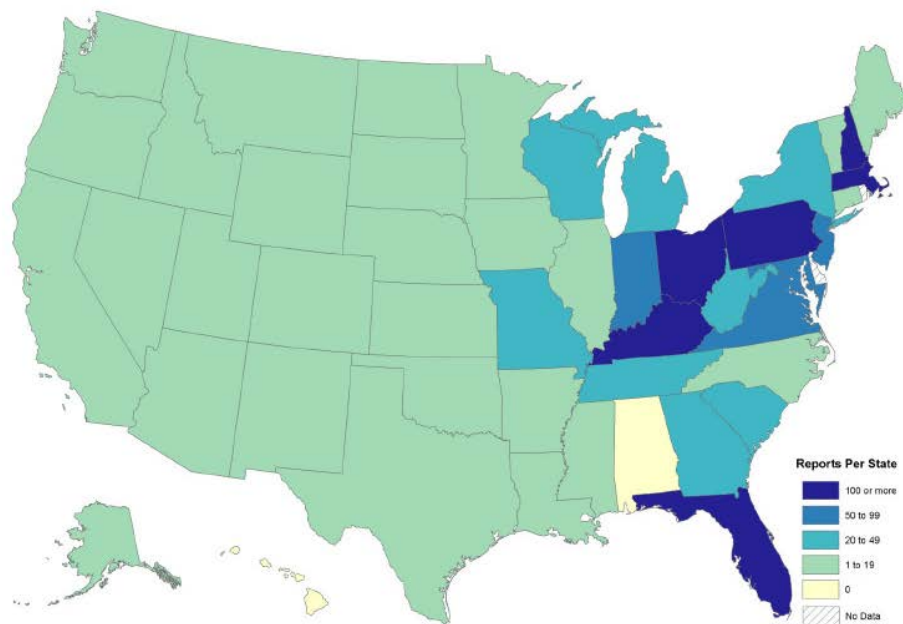 Reports Per State
100 or more
50 to 99
20 to 49
1 to 19
0
No Data